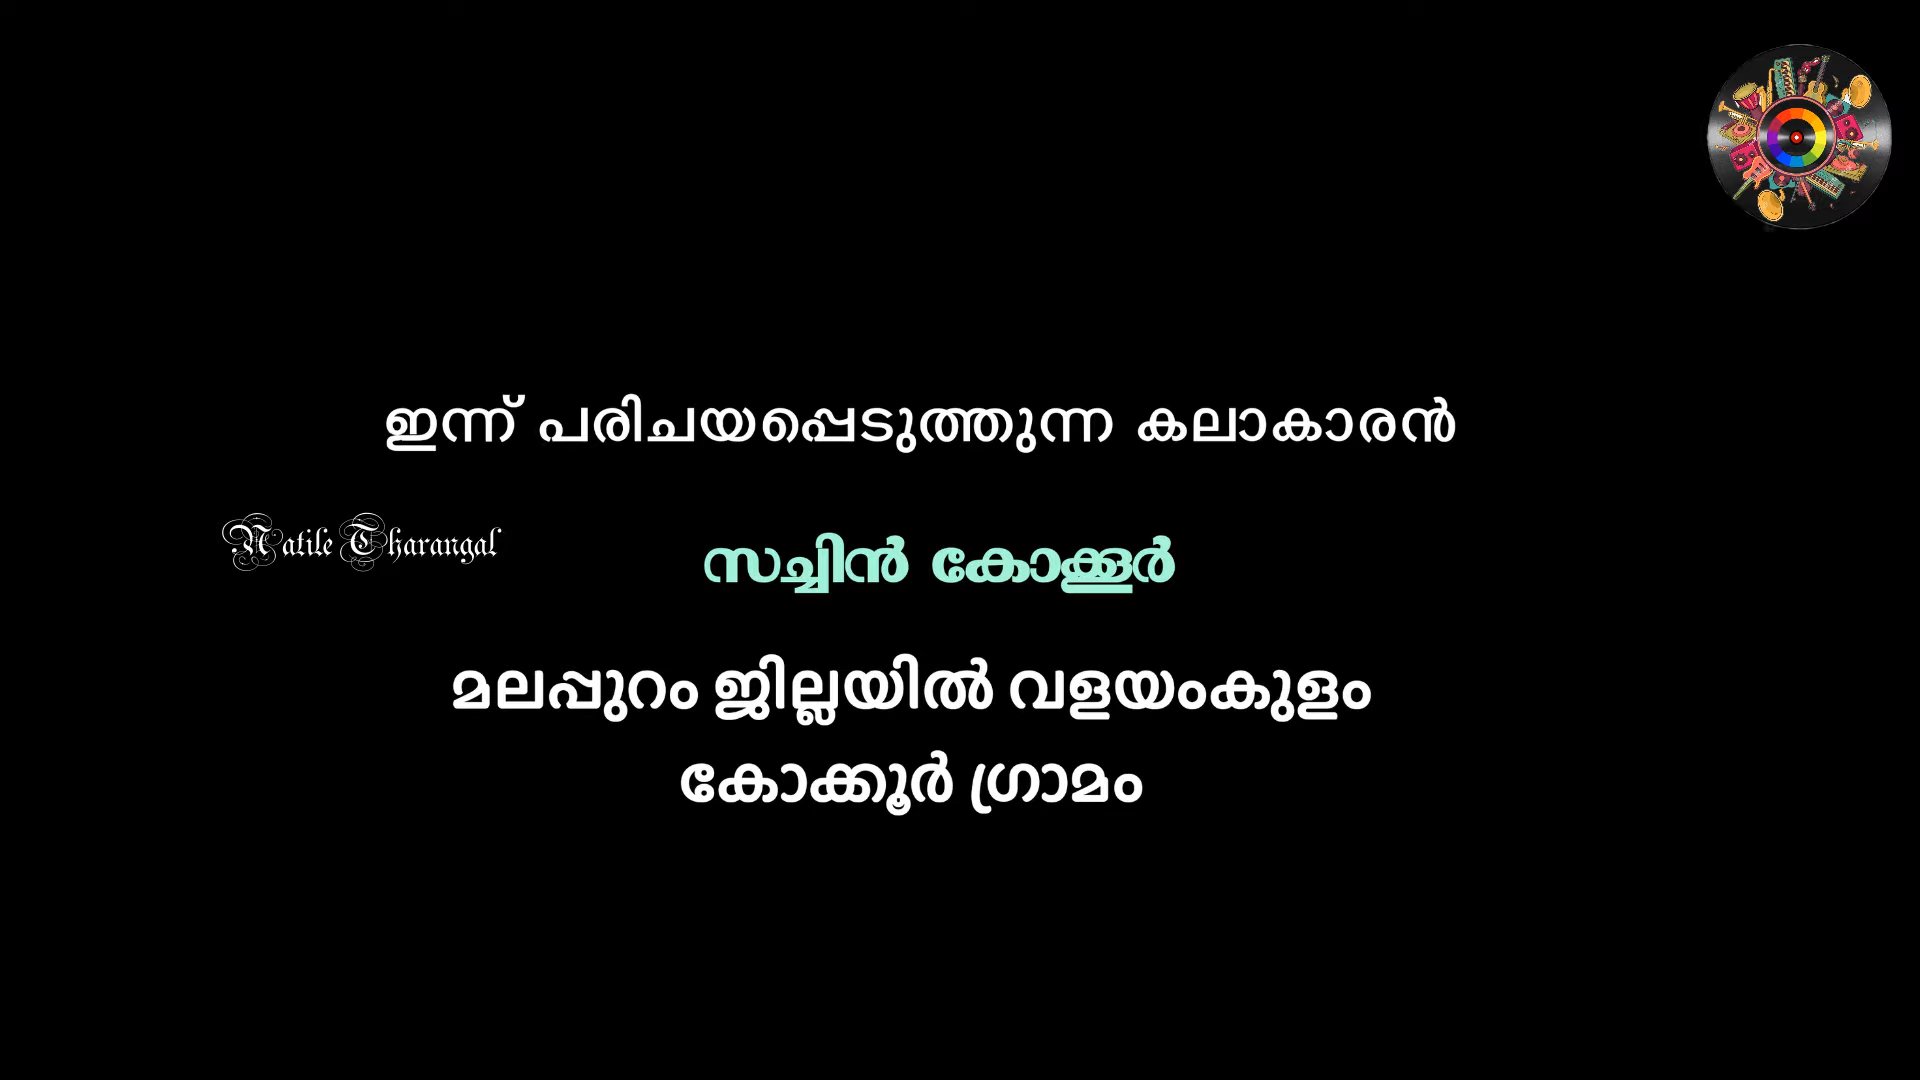 ഇന്ന് പരിചയപ്പെടുത്തുന്ന കലാകാരൻ
Natile Tharangal
സച്ചിൻ കോക്കൂർ
മലപ്പുറം ജില്ലയിൽ വളയംകുളം
കോക്കൂർ ഗ്രാമം